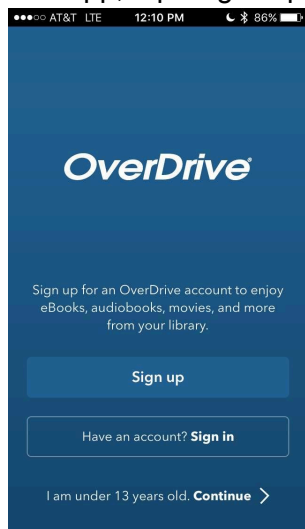 AT&T LTE 12:10 PM 86%
OverDrive®
Sign up for an OverDrive account to enjoy
eBooks, audiobooks, movies, and more
from your library.
Sign up
Have an account? Sign in
I am under 13 years old. Continue >